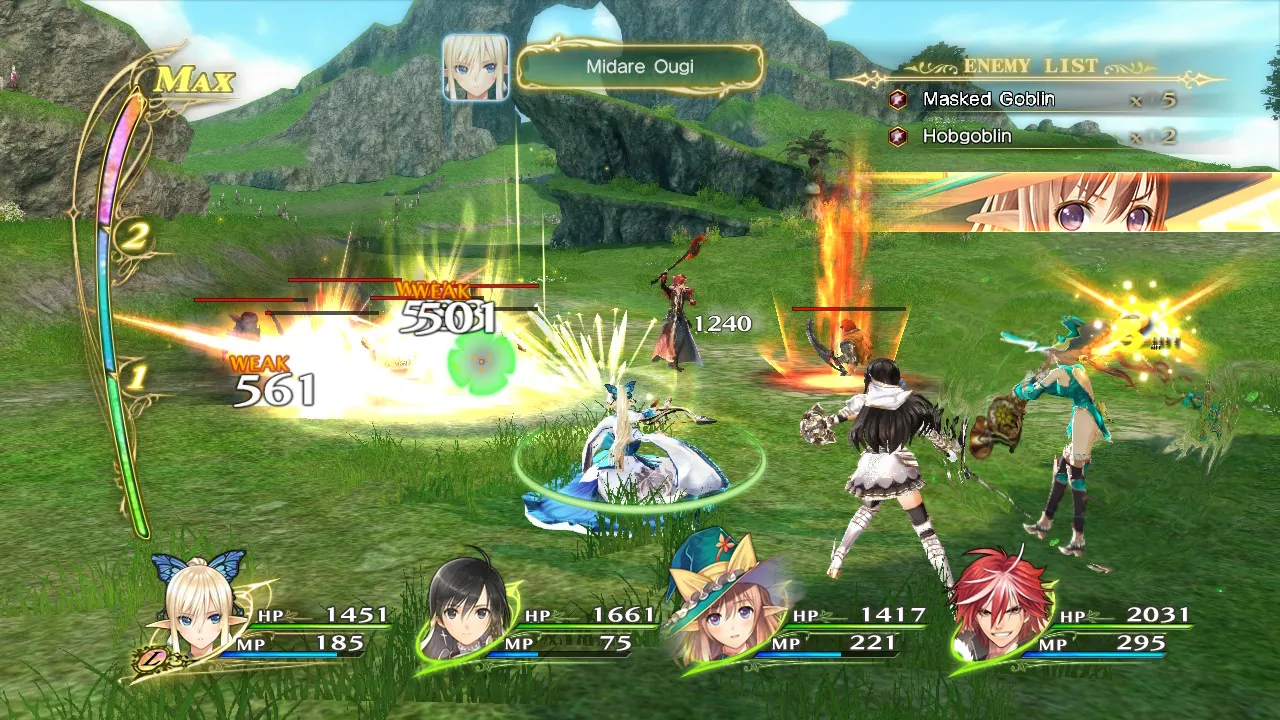 MAX
Midare Ougi
ENEMY LIST
Masked Goblin x 5
Hobgoblin x 2
2
1
WEAK
1240
WEAK
561
HP 1451
MP 185
L
HP 1661
MP 75
HP 1417
MP 221
HP 2031
MP 295